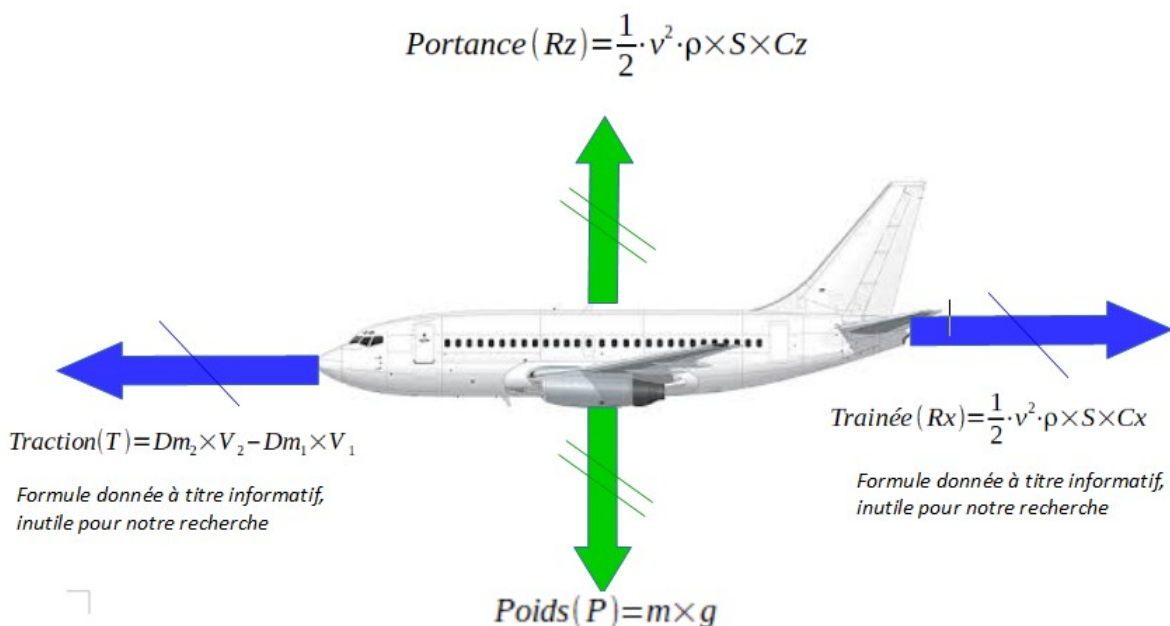 Portance(Rz)=1/2·v²·ρ×S×Cz
Traction(T)=Dm₂×V₂−Dm₁×V₁
Formule donnée à titre informatif,
inutile pour notre recherche
Trainée(Rx)=1/2·v²·ρ×S×Cx
Formule donnée à titre informatif,
inutile pour notre recherche
Poids(P)=m×g